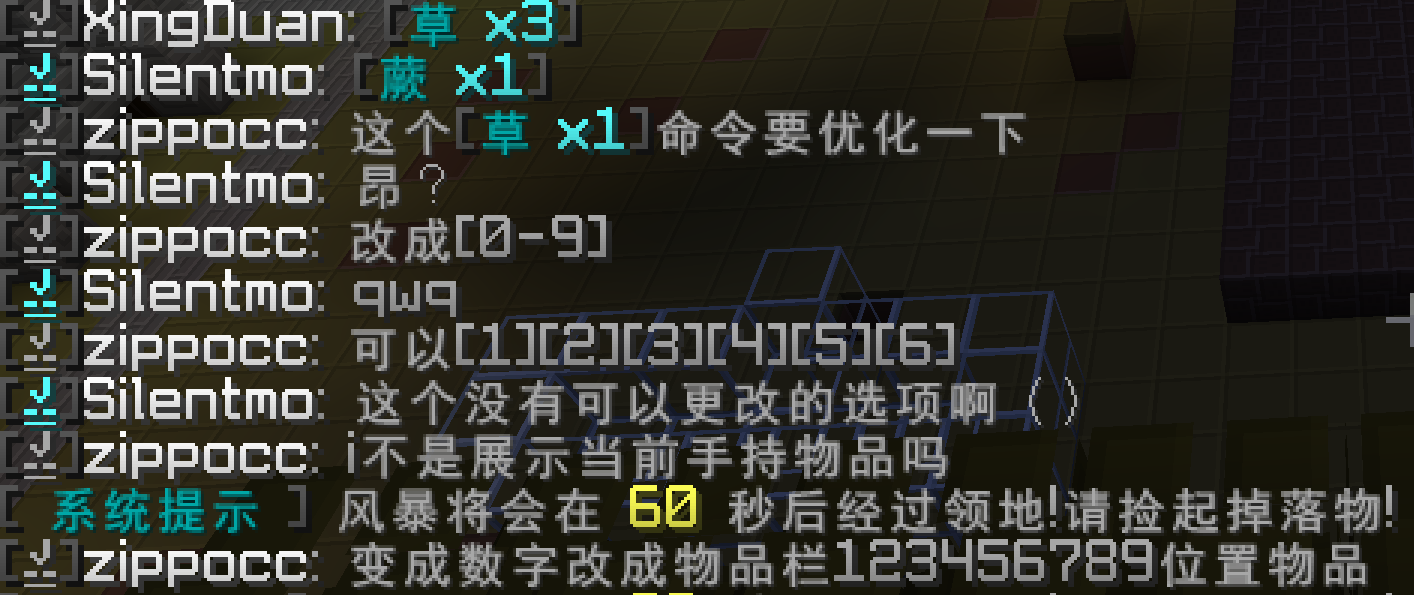 XingDuan: [草 x3]
Silentmo: [蕨 x1]
zippocc: 这个[草 x1]命令要优化一下
Silentmo: 昂？
zippocc: 改成[0-9]
Silentmo: qwq
zippocc: 可以[1][2][3][4][5][6]
Silentmo: 这个没有可以更改的选项啊（）
zippocc: i不是展示当前手持物品吗
[ 系统提示 ] 风暴将会在 60 秒后经过领地!请捡起掉落物!
zippocc: 变成数字改成物品栏123456789位置物品